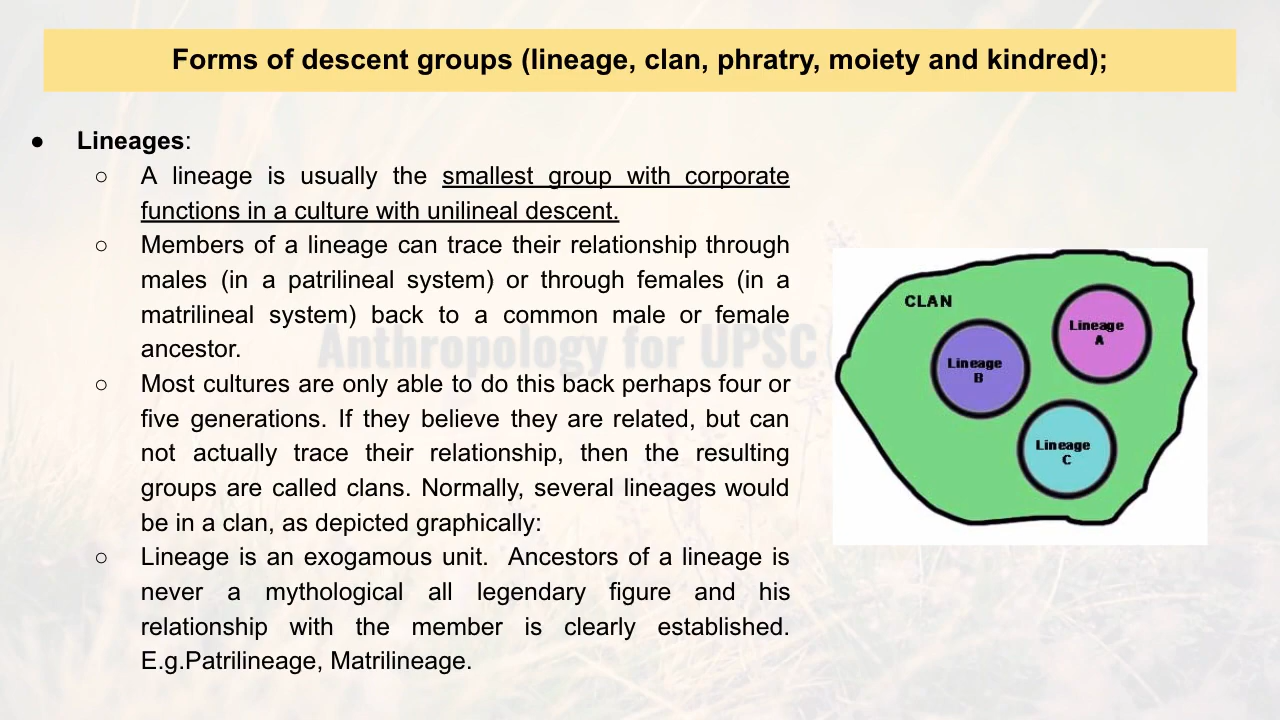 Forms of descent groups (lineage, clan, phratry, moiety and kindred);
● Lineages:
○ A lineage is usually the smallest group with corporate
functions in a culture with unilineal descent.
○ Members of a lineage can trace their relationship through
males (in a patrilineal system) or through females (in a
matrilineal system) back to a common male or female
ancestor.
○ Most cultures are only able to do this back perhaps four or
five generations. If they believe they are related, but can
not actually trace their relationship, then the resulting
groups are called clans. Normally, several lineages would
be in a clan, as depicted graphically:
○ Lineage is an exogamous unit.  Ancestors of a lineage is
never a mythological all legendary figure and his
relationship with the member is clearly established.
E.g.Patrilineage, Matrilineage.
Anthropology for UPSC (
CLAN
Lineage
A
Lineage
B
Lineage
C